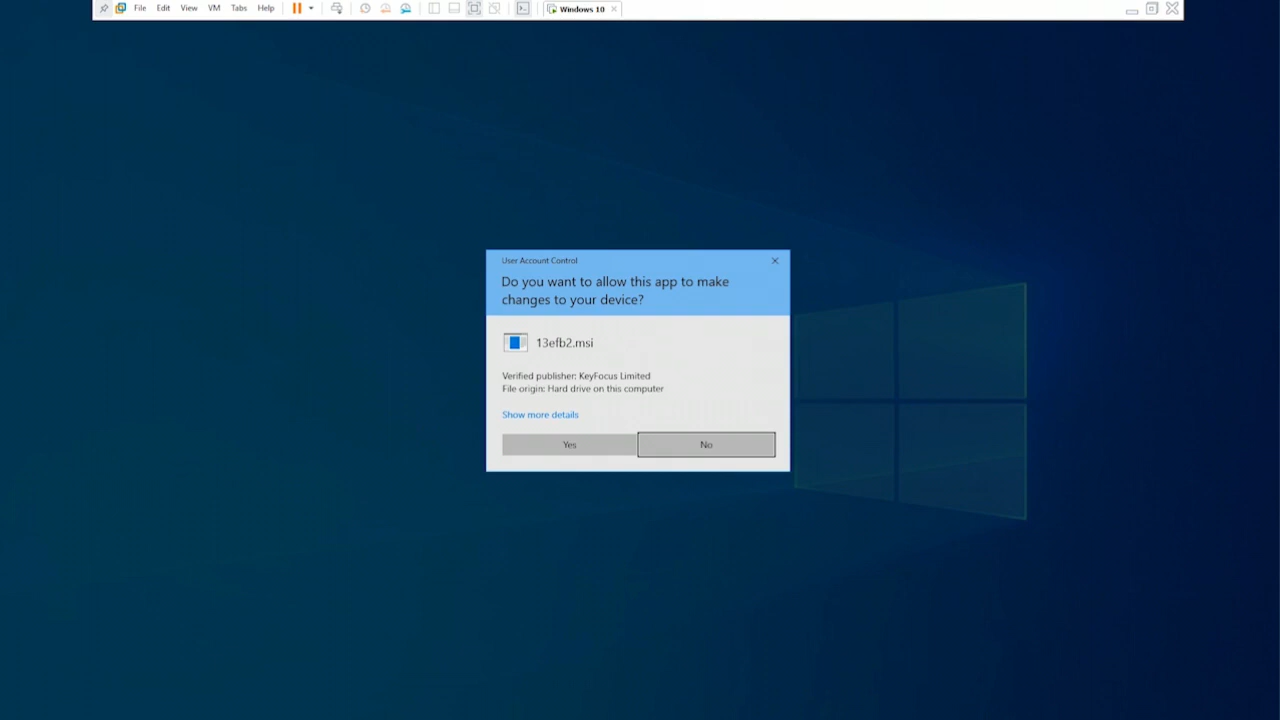 File Edit View VM Tabs Help Windows 10
User Account Control
Do you want to allow this app to make
changes to your device?
13efb2.msi
Verified publisher: KeyFocus Limited
File origin: Hard drive on this computer
Show more details
Yes No